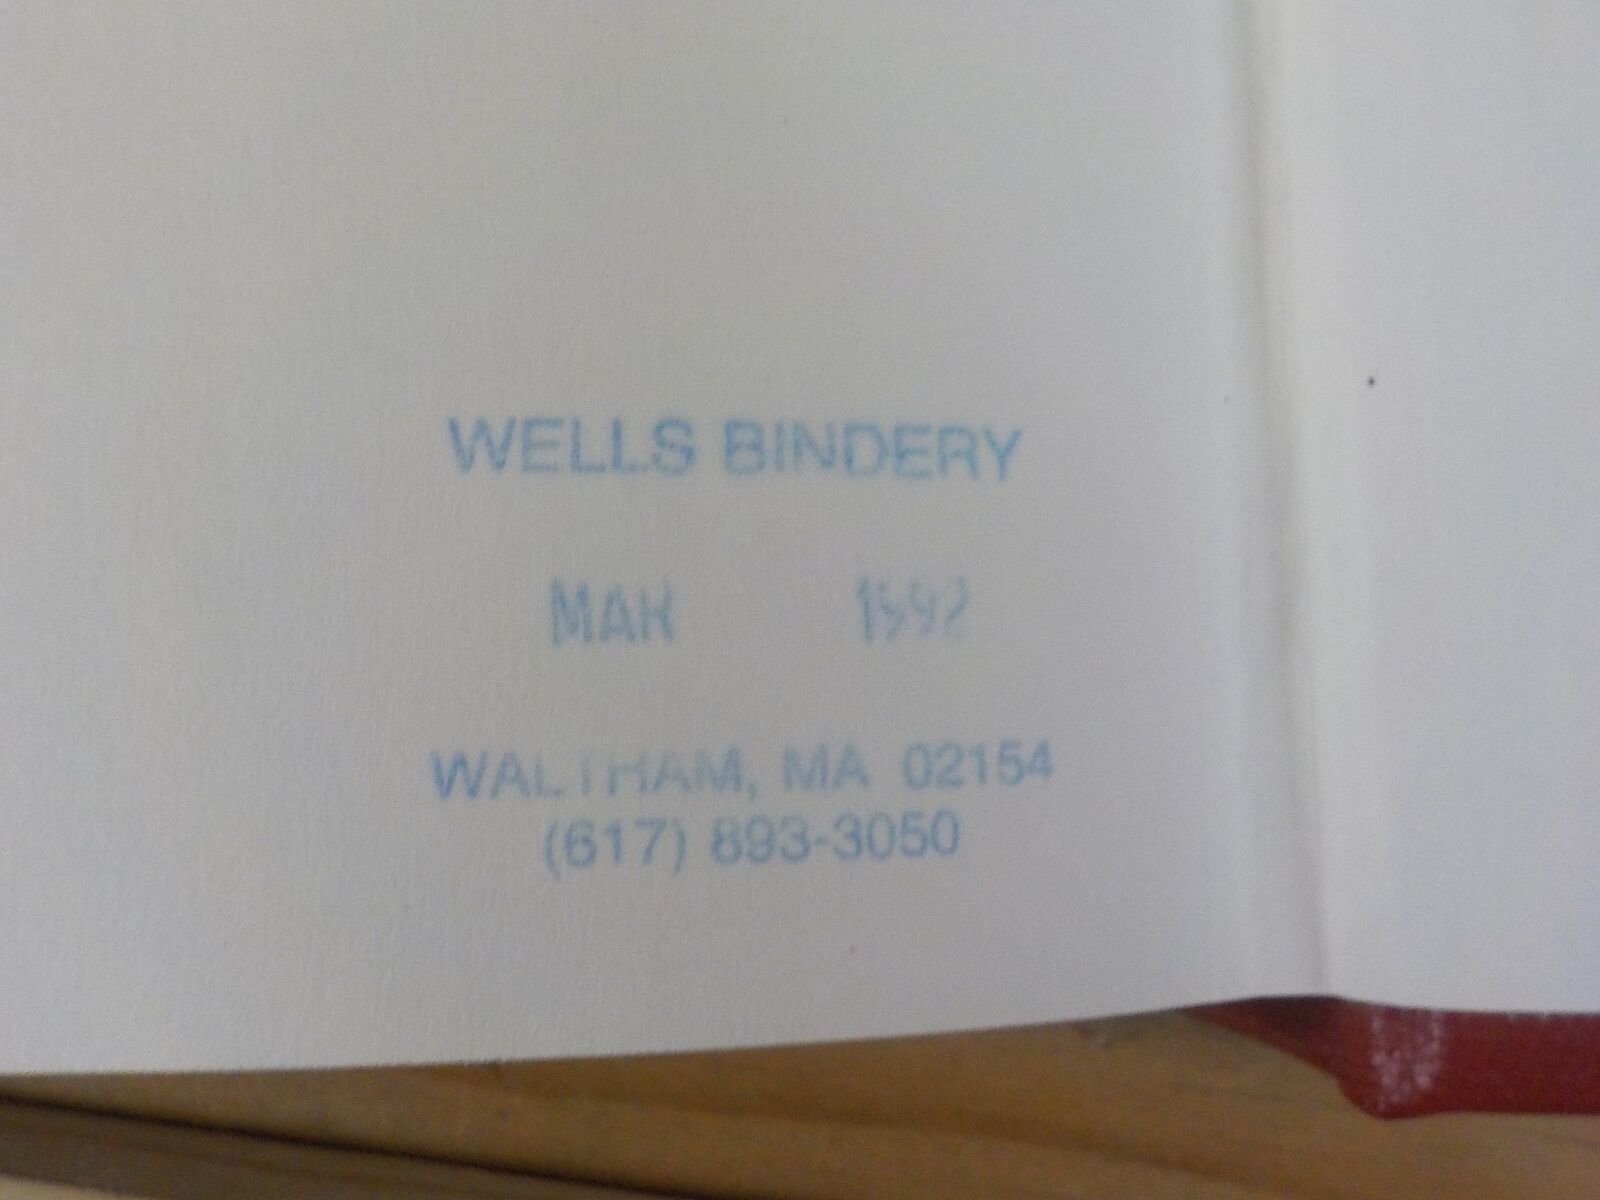 WELLS BINDERY
MAR 1992
WALTHAM, MA 02154
(617) 893-3050